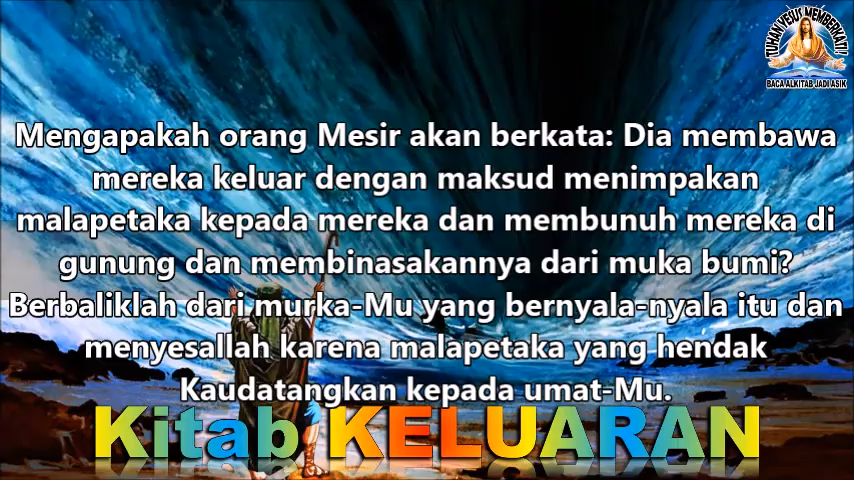 TUHAN YESUS MEMBERKATI!
BACA ALKITAB JADI ASIK
Mengapakah orang Mesir akan berkata: Dia membawa
mereka keluar dengan maksud menimpakan
malapetaka kepada mereka dan membunuh mereka di
gunung dan membinasakannya dari muka bumi?
Berbaliklah dari murka-Mu yang bernyala-nyala itu dan
menyesallah karena malapetaka yang hendak
Kaudatangkan kepada umat-Mu.
Kitab KELUARAN